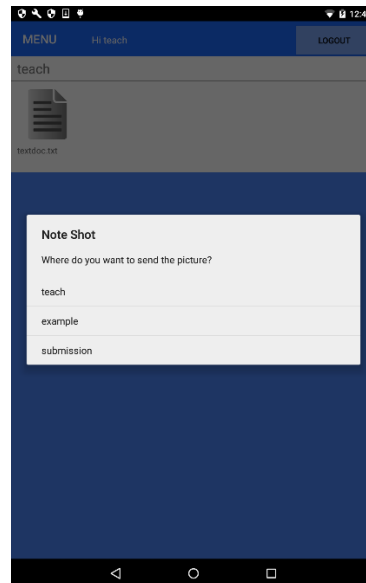 12:4
MENU Hi teach LOGOUT
teach
textdoc.txt
Note Shot
Where do you want to send the picture?
teach
example
submission